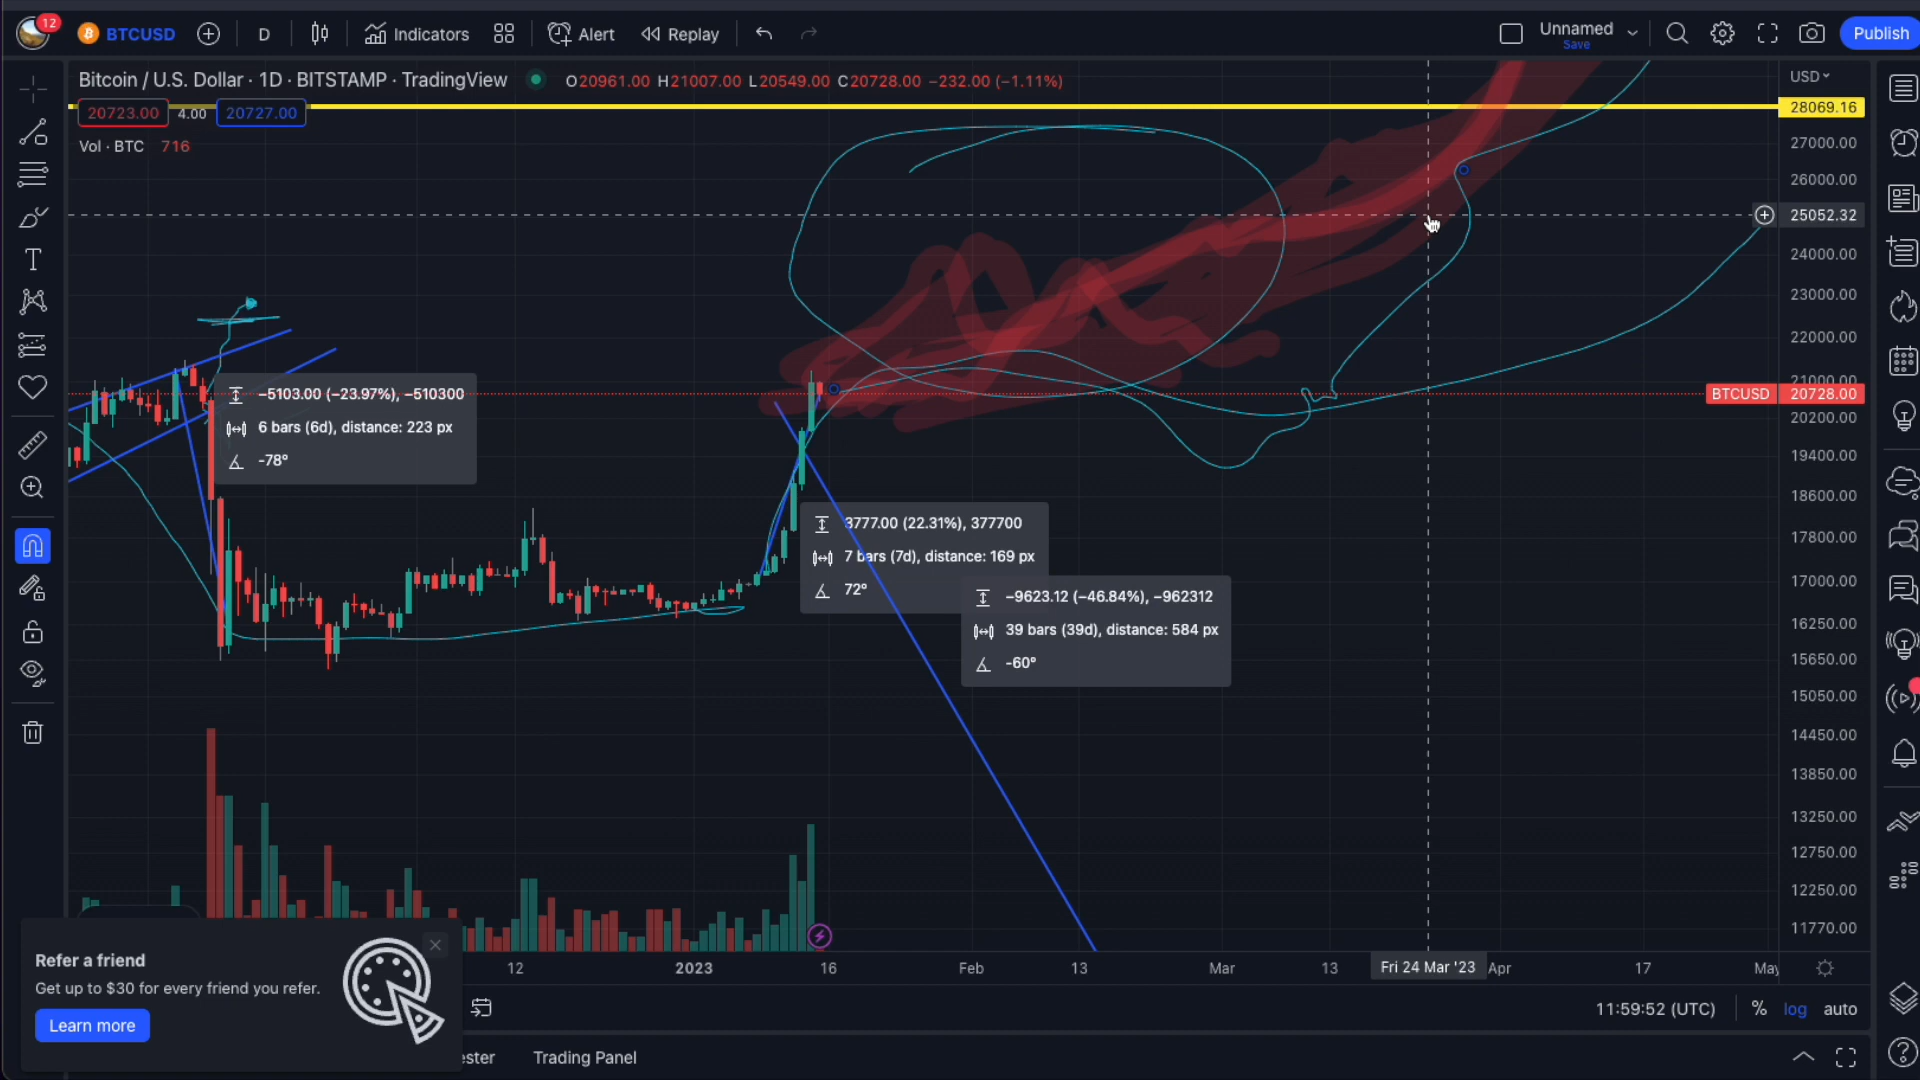 12
BTCUSD
D
Indicators
Alert
Replay
Unnamed
Save
Publish
Bitcoin / U.S. Dollar · 1D · BITSTAMP · TradingView
O20961.00 H21007.00 L20549.00 C20728.00 −232.00 (−1.11%)
USD
20723.00 4.00 20727.00
28069.16
Vol · BTC 716
27000.00
26000.00
25052.32
24000.00
23000.00
22000.00
21000.00
BTCUSD 20728.00
20200.00
19400.00
18600.00
17800.00
17000.00
16250.00
15650.00
15050.00
14450.00
13850.00
13250.00
12750.00
12250.00
11770.00
−5103.00 (−23.97%), −510300
6 bars (6d), distance: 223 px
-78°
3777.00 (22.31%), 377700
7 bars (7d), distance: 169 px
72°
−9623.12 (−46.84%), −962312
39 bars (39d), distance: 584 px
-60°
12 2023 16 Feb 13 Mar 13 Fri 24 Mar '23 Apr 17 May
Refer a friend
Get up to $30 for every friend you refer.
Learn more
11:59:52 (UTC) % log auto
ester Trading Panel